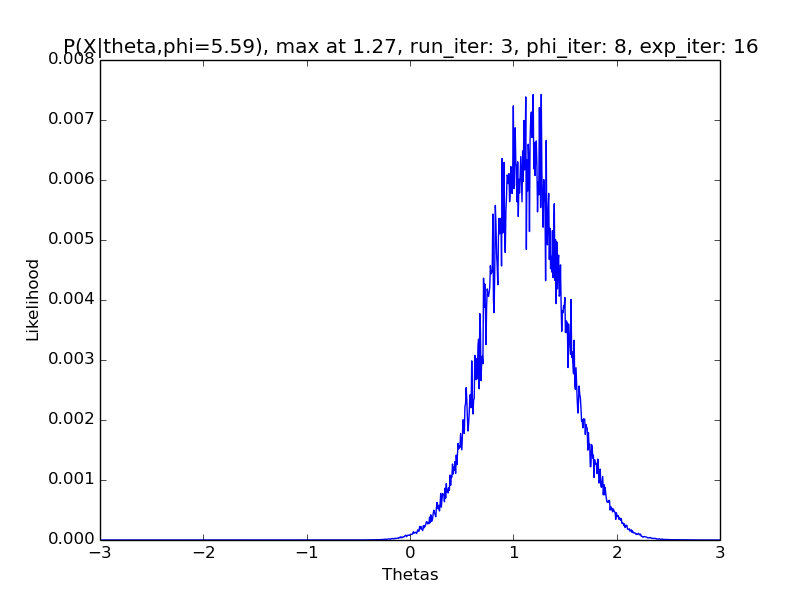 P(X|theta,phi=5.59), max at 1.27, run_iter: 3, phi_iter: 8, exp_iter: 16
0.008
0.007
0.006
0.005
0.004
0.003
0.002
0.001
0.000
Likelihood
−3 −2 −1 0 1 2 3
Thetas